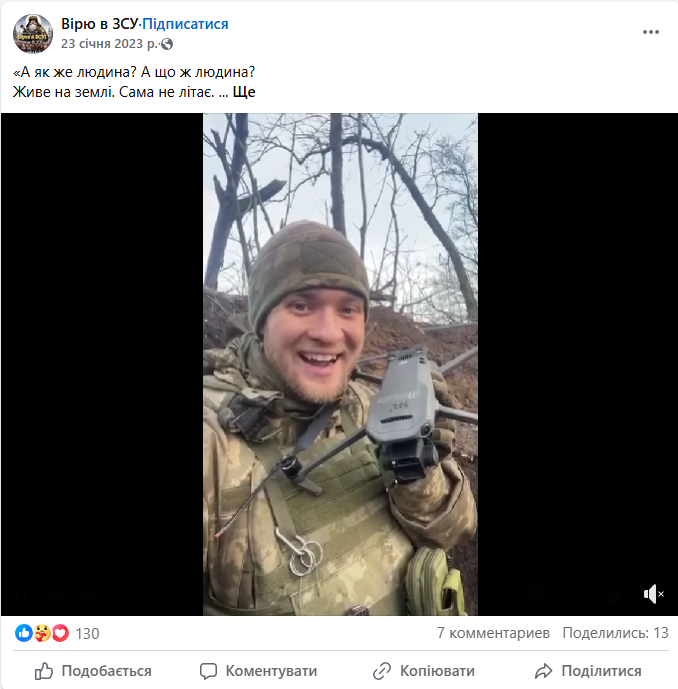 Вірю в ЗСУ · Підписатися
23 січня 2023 р. ·
«А як же людина? А що ж людина?
Живе на землі. Сама не літає. ... Ще
130
7 комментариев Поделились: 13
Подобається Коментувати Копіювати Поділитися